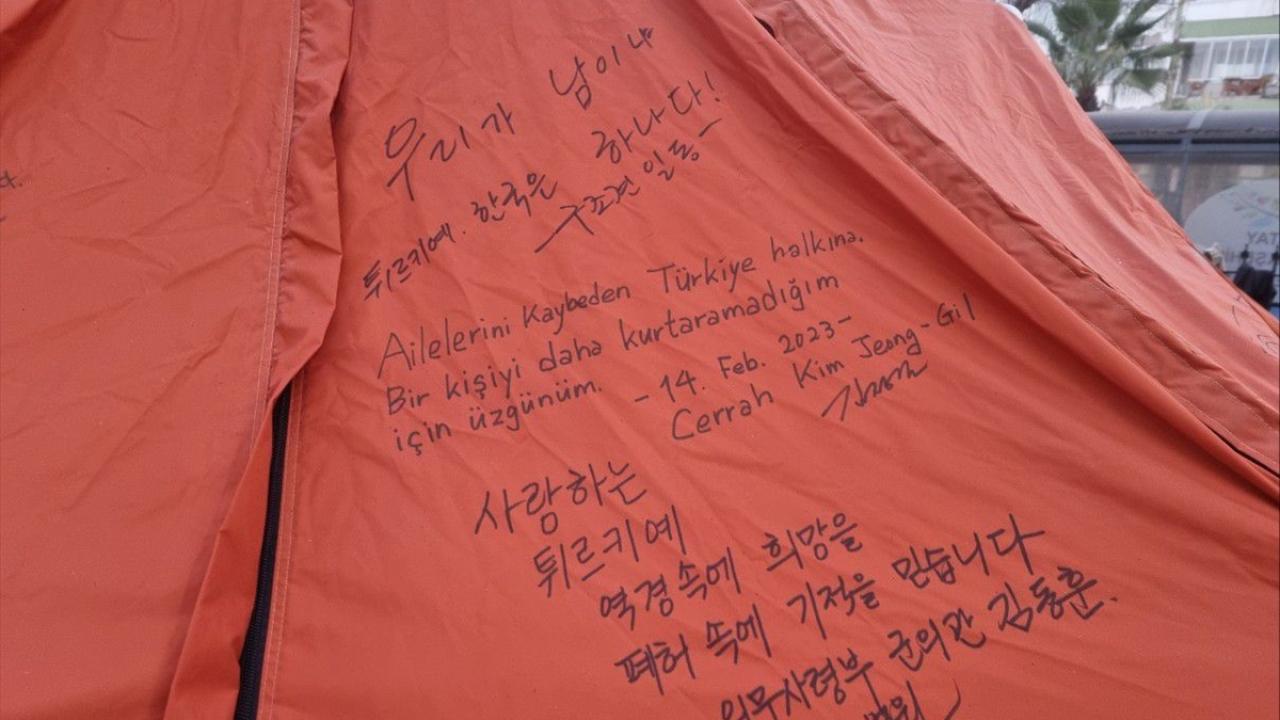 우리가 남이냐
튀르키예. 한국은 하나다!
구조견 일동
Ailelerini Kaybeden Türkiye halkına.
Bir kişiyi daha kurtaramadığım
için üzgünüm. - 14. Feb. 2023 -
Cerrah Kim Jeong-Gil
사랑하는
튀르키예
역경속에 희망을
폐허 속에 기적을 믿습니다
의무사령부 군의관 김동훈.